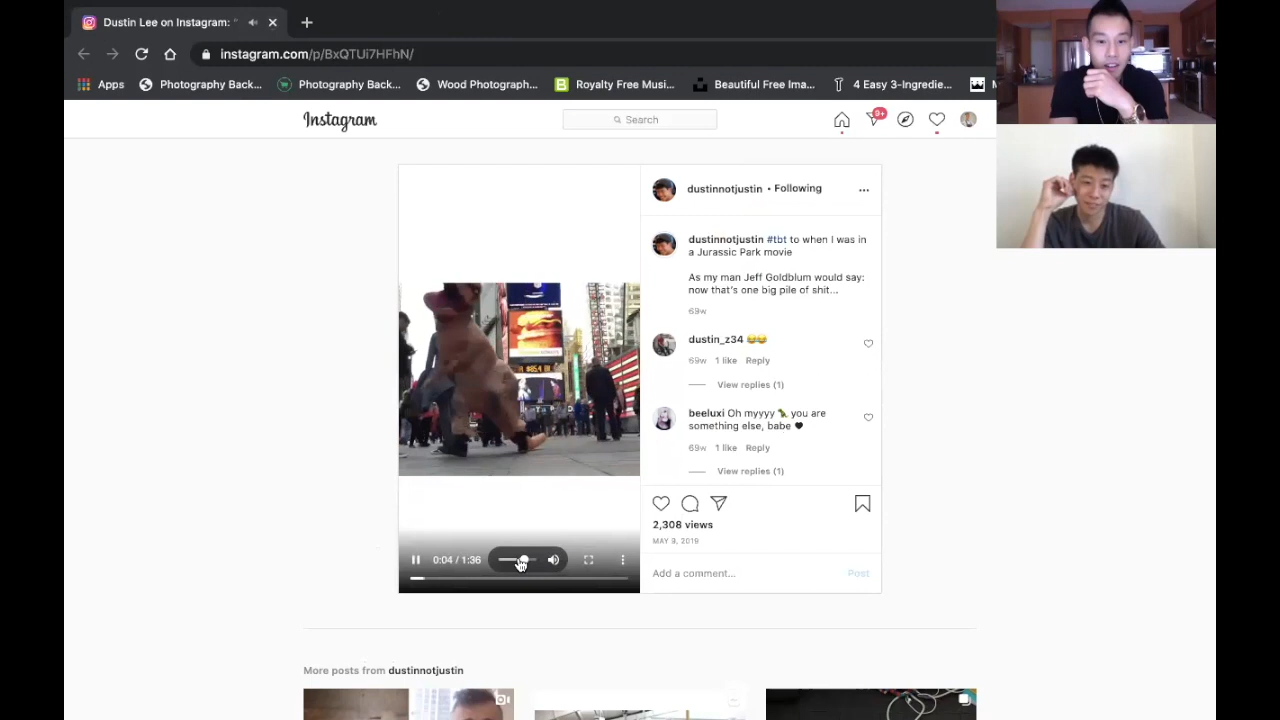 Dustin Lee on Instagram: "
instagram.com/p/BxQTUi7HFhN/
Apps Photography Back... Photography Bac... Word Photograph... Royalty Free Musi... Beautiful Free Ima... 4 Easy 3-Ingredie...
Instagram
Search
9+
dustinnotjustin • Following
dustinnotjustin #tbt to when I was in
a Jurassic Park movie
As my man Jeff Goldblum would say:
now that's one big pile of shit...
69w
dustin_z34 😂😂
69w 1 like Reply
View replies (1)
beeluxi Oh myyyy 🦖 you are
something else, babe 🖤
69w 1 like Reply
View replies (1)
2,308 views
MAY 9, 2019
0:04 / 1:36
Add a comment... Post
More posts from dustinnotjustin